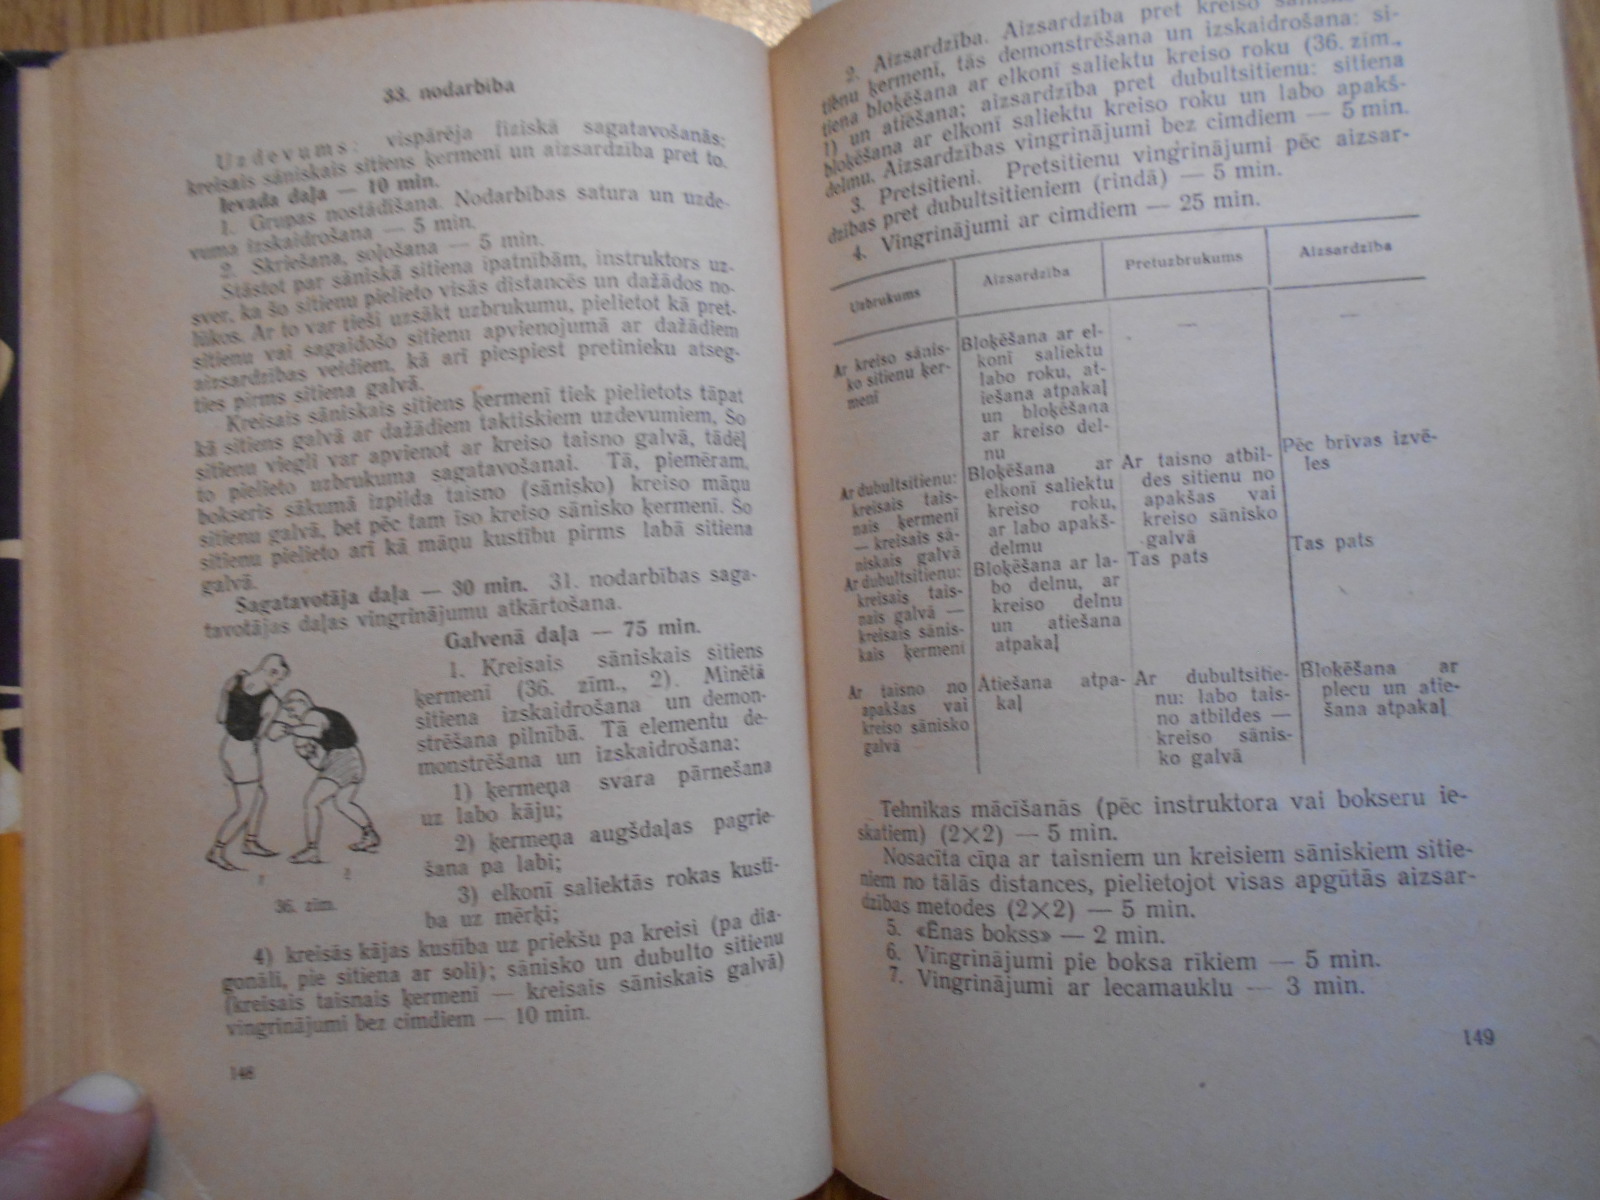 33. nodarbība
Uzdevums: vispārēja fiziskā sagatavošanās;
kreisais sāniskais sitiens ķermenī un aizsardzība pret to.
Ievada daļa — 10 min.
1. Grupas nostādīšana. Nodarbības satura un uzde-
vuma izskaidrošana — 5 min.
2. Skriešana, soļošana — 5 min.
Stāstot par sāniskā sitiena īpatnībām, instruktors uz-
sver, ka šo sitienu pielieto visās distancēs un dažādos no-
lūkos. Ar to var tieši uzsākt uzbrukumu, pielietot kā pret-
sitienu vai sagaidošo sitienu apvienojumā ar dažādiem
aizsardzības veidiem, kā arī piespiest pretinieku atseg-
ties pirms sitiena galvā.
Kreisais sāniskais sitiens ķermenī tiek pielietots tāpat
kā sitiens galvā ar dažādiem taktiskiem uzdevumiem, Šo
sitienu viegli var apvienot ar kreiso taisno galvā, tādēļ
to pielieto uzbrukuma sagatavošanai. Tā, piemēram,
bokseris sākumā izpilda taisno (sānisko) kreiso māņu
sitienu galvā, bet pēc tam īso kreiso sānisko ķermenī. Šo
sitienu pielieto arī kā māņu kustību pirms labā sitiena
galvā.
Sagatavotāja daļa — 30 min. 31. nodarbības saga-
tavotājas daļas vingrinājumu atkārtošana.
Galvenā daļa — 75 min.
1. Kreisais sāniskais sitiens
ķermenī (36. zīm., 2). Minētā
sitiena izskaidrošana un demon-
strēšana pilnībā. Tā elementu de-
monstrēšana un izskaidrošana:
1) ķermeņa svara pārnešana
uz labo kāju;
2) ķermeņa augšdaļas pagrie-
šana pa labi;
3) elkonī saliektās rokas kustī-
ba uz mērķi;
1 2
36. zīm.
4) kreisās kājas kustība uz priekšu pa kreisi (pa dia-
gonāli, pie sitiena ar soli); sānisko un dubulto sitienu
(kreisais taisnais ķermenī — kreisais sāniskais galvā)
vingrinājumi bez cimdiem — 10 min.
148
2. Aizsardzība. Aizsardzība pret kreiso
tienu ķermenī, tās demonstrēšana un izskaidrošana: si-
tiena bloķēšana ar elkonī saliektu kreiso roku (36. zīm.,
1) un atiešana; aizsardzība pret dubultsitienu: sitiena
bloķēšana ar elkonī saliektu kreiso roku un labo apakš-
delmu. Aizsardzības vingrinājumi bez cimdiem — 5 min.
3. Pretsitieni. Pretsitienu vingrinājumi pēc aizsar-
dzības pret dubultsitieniem (rindā) — 5 min.
4. Vingrinājumi ar cimdiem — 25 min.
Uzbrukums Aizsardzība Pretuzbrukums Aizsardzība
Ar kreiso sānis-
ko sitienu ķer-
menī
Bloķēšana ar el-
konī saliektu
labo roku, at-
iešana atpakaļ
un bloķēšana
ar kreiso del-
nu
—
—
Ar dubultsitienu:
kreisais tais-
nais ķermenī
— kreisais sā-
niskais galvā
Bloķēšana ar
elkonī saliektu
kreiso roku,
ar labo apakš-
delmu
Ar taisno atbil-
des sitienu no
apakšas vai
kreiso sānisko
galvā
Pēc brīvas izvē-
les
Ar dubultsitienu:
kreisais tais-
nais galvā —
kreisais sānis-
kais ķermenī
Bloķēšana ar la-
bo delnu, ar
kreiso delnu
un atiešana
atpakaļ
Tas pats
Tas pats
Ar taisno no
apakšas vai
kreiso sānisko
galvā
Atiešana atpa-
kaļ
Ar dubultsitie-
nu: labo tais-
no atbildes —
kreiso sānis-
ko galvā
Bloķēšana ar
plecu un atie-
šana atpakaļ
Tehnikas mācīšanās (pēc instruktora vai bokseru ie-
skatiem) (2×2) — 5 min.
Nosacīta cīņa ar taisniem un kreisiem sāniskiem sitie-
niem no tālās distances, pielietojot visas apgūtās aizsar-
dzības metodes (2×2) — 5 min.
5. «Ēnas bokss» — 2 min.
6. Vingrinājumi pie boksa rīkiem — 5 min.
7. Vingrinājumi ar lecamauklu — 3 min.
149